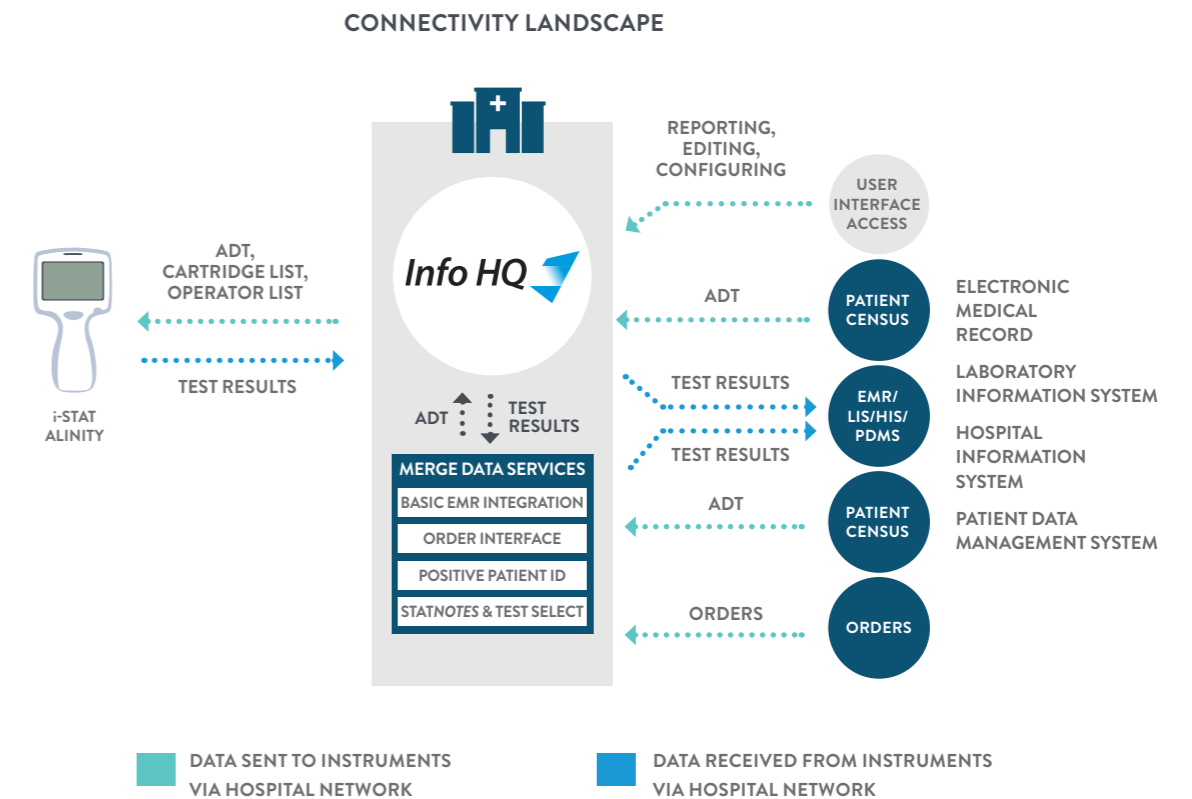 CONNECTIVITY LANDSCAPE
REPORTING,
EDITING,
CONFIGURING
USER
INTERFACE
ACCESS
Info HQ
ADT,
CARTRIDGE LIST,
OPERATOR LIST
TEST RESULTS
i-STAT
ALINITY
ADT
PATIENT
CENSUS
ELECTRONIC
MEDICAL
RECORD
TEST RESULTS
TEST RESULTS
EMR/
LIS/HIS/
PDMS
LABORATORY
INFORMATION SYSTEM
HOSPITAL
INFORMATION
SYSTEM
ADT
TEST
RESULTS
MERGE DATA SERVICES
BASIC EMR INTEGRATION
ORDER INTERFACE
POSITIVE PATIENT ID
STATNOTES & TEST SELECT
ADT
PATIENT
CENSUS
PATIENT DATA
MANAGEMENT SYSTEM
ORDERS
ORDERS
DATA SENT TO INSTRUMENTS
VIA HOSPITAL NETWORK
DATA RECEIVED FROM INSTRUMENTS
VIA HOSPITAL NETWORK